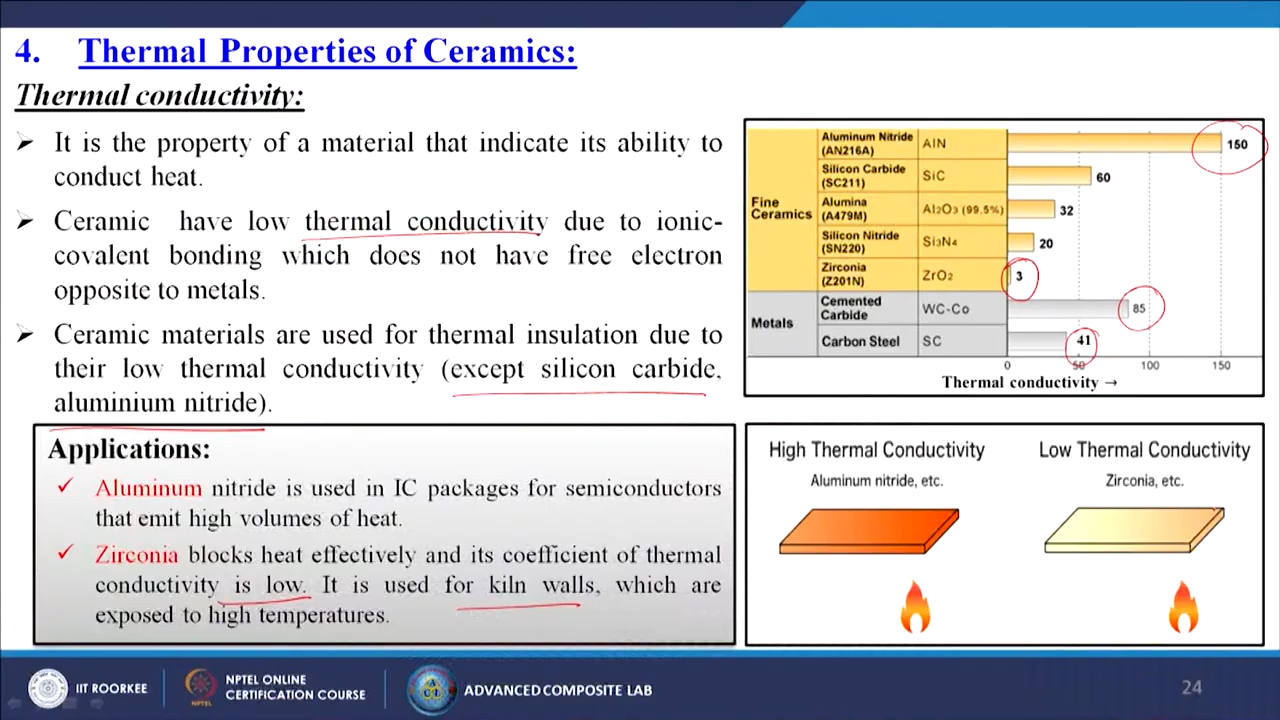 4. Thermal Properties of Ceramics:
Thermal conductivity:
➢ It is the property of a material that indicate its ability to
conduct heat.
➢ Ceramic have low thermal conductivity due to ionic-
covalent bonding which does not have free electron
opposite to metals.
➢ Ceramic materials are used for thermal insulation due to
their low thermal conductivity (except silicon carbide,
aluminium nitride).
Applications:
✓ Aluminum nitride is used in IC packages for semiconductors
that emit high volumes of heat.
✓ Zirconia blocks heat effectively and its coefficient of thermal
conductivity is low. It is used for kiln walls, which are
exposed to high temperatures.
Fine
Ceramics
Aluminum Nitride
(AN216A)
AlN
150
Silicon Carbide
(SC211)
SiC
60
Alumina
(A479M)
Al2O3 (99.5%)
32
Silicon Nitride
(SN220)
Si3N4
20
Zirconia
(Z201N)
ZrO2
3
Metals
Cemented
Carbide
WC-Co
85
Carbon Steel
SC
41
0 50 100 150
Thermal conductivity →
High Thermal Conductivity
Aluminum nitride, etc.
Low Thermal Conductivity
Zirconia, etc.
IIT ROORKEE
NPTEL
NPTEL ONLINE
CERTIFICATION COURSE
ACL
ADVANCED COMPOSITE LAB
24